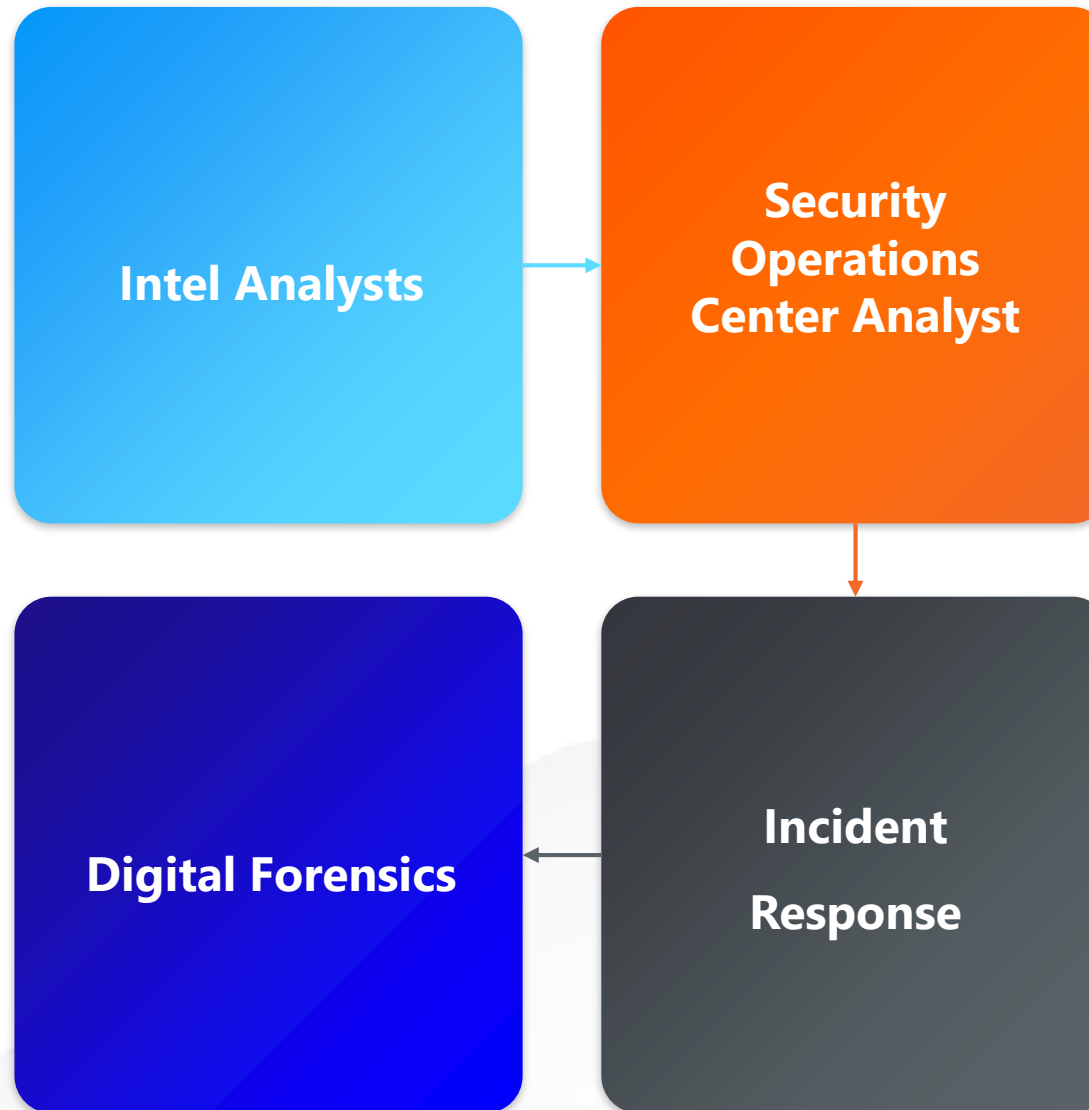 Intel Analysts
Security
Operations
Center Analyst
Digital Forensics
Incident
Response